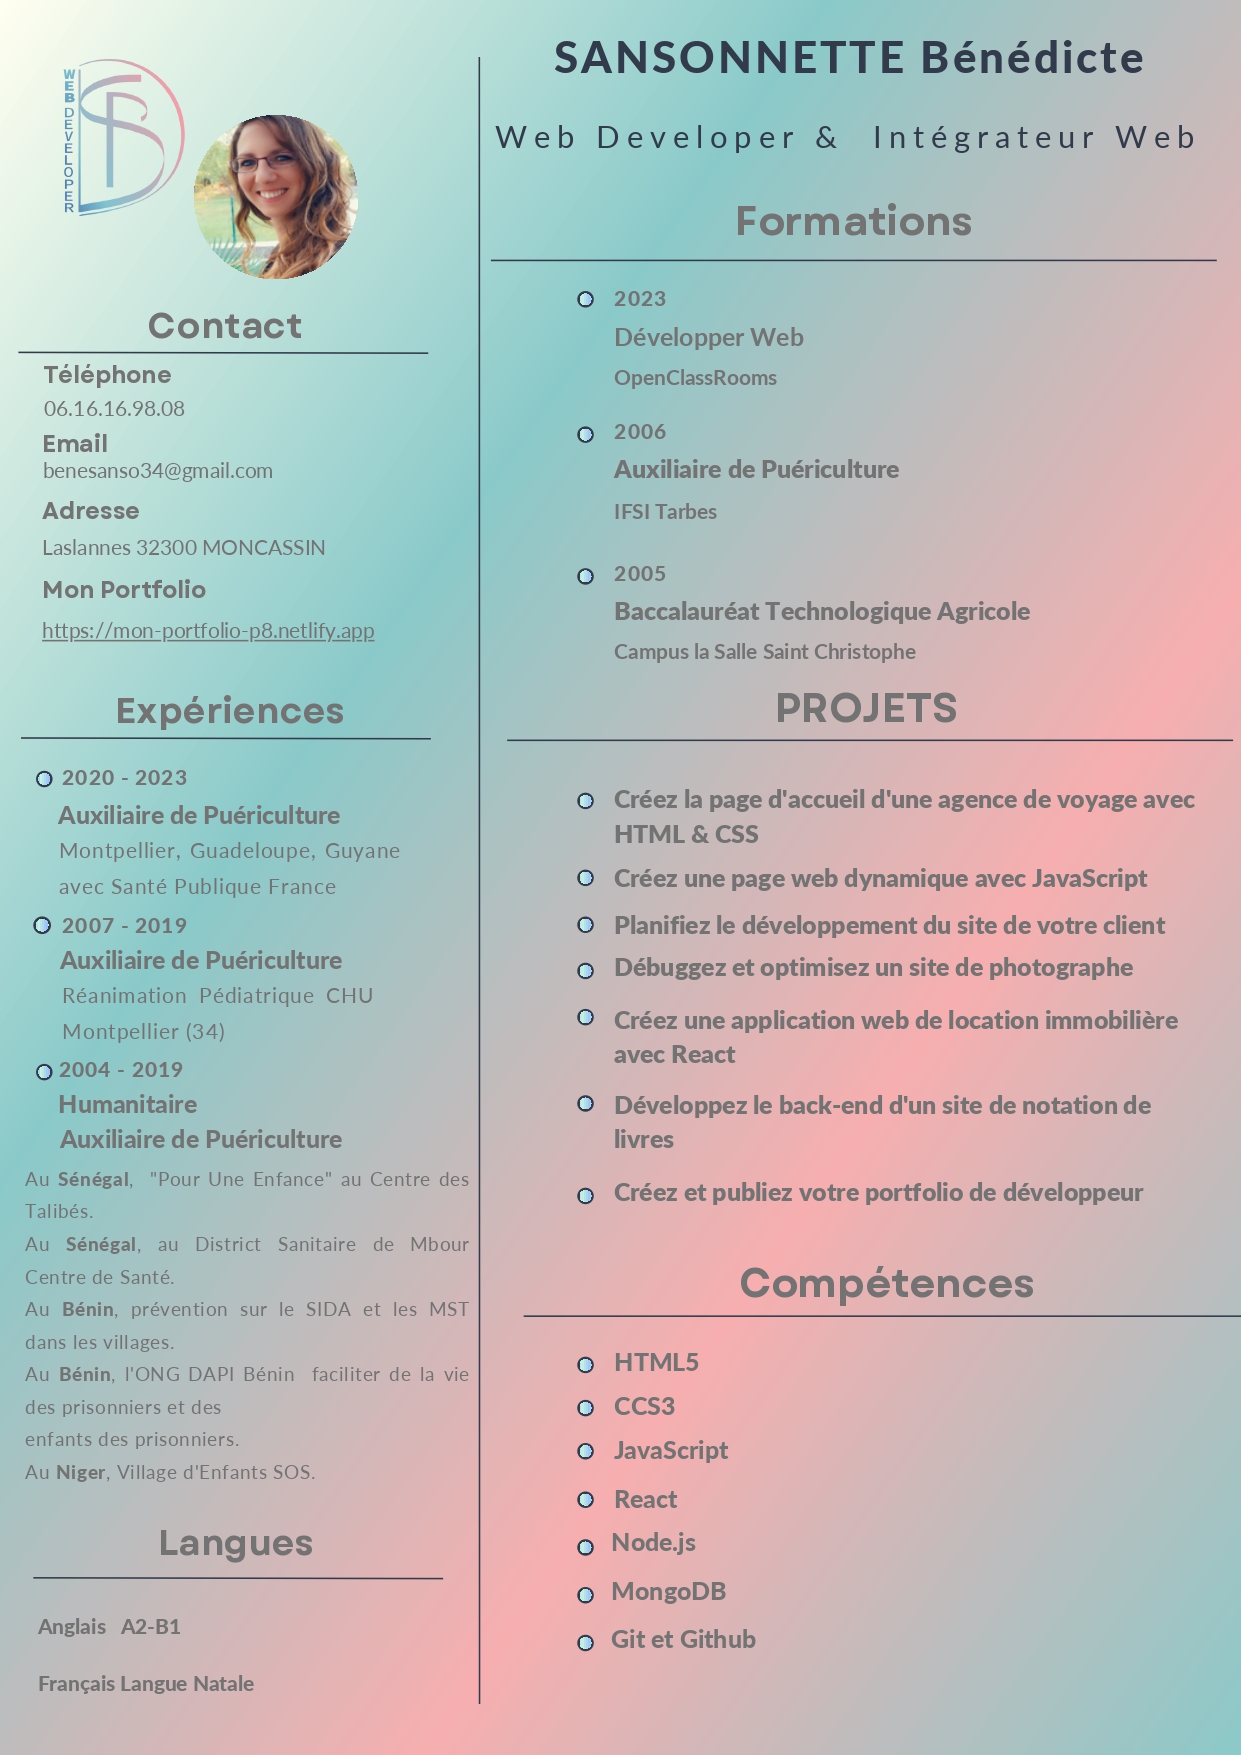 WEB DEVELOPER
SANSONNETTE Bénédicte
Web Developer & Intégrateur Web
Contact
Téléphone
06.16.16.98.08
Email
benesanso34@gmail.com
Adresse
Laslannes 32300 MONCASSIN
Mon Portfolio
https://mon-portfolio-p8.netlify.app
Expériences
2020 - 2023
Auxiliaire de Puériculture
Montpellier, Guadeloupe, Guyane
avec Santé Publique France
2007 - 2019
Auxiliaire de Puériculture
Réanimation Pédiatrique CHU
Montpellier (34)
2004 - 2019
Humanitaire
Auxiliaire de Puériculture
Au Sénégal, "Pour Une Enfance" au Centre des
Talibés.
Au Sénégal, au District Sanitaire de Mbour
Centre de Santé.
Au Bénin, prévention sur le SIDA et les MST
dans les villages.
Au Bénin, l'ONG DAPI Bénin faciliter de la vie
des prisonniers et des
enfants des prisonniers.
Au Niger, Village d'Enfants SOS.
Langues
Anglais A2-B1
Français Langue Natale
Formations
2023
Développer Web
OpenClassRooms
2006
Auxiliaire de Puériculture
IFSI Tarbes
2005
Baccalauréat Technologique Agricole
Campus la Salle Saint Christophe
PROJETS
Créez la page d'accueil d'une agence de voyage avec
HTML & CSS
Créez une page web dynamique avec JavaScript
Planifiez le développement du site de votre client
Débuggez et optimisez un site de photographe
Créez une application web de location immobilière
avec React
Développez le back-end d'un site de notation de
livres
Créez et publiez votre portfolio de développeur
Compétences
HTML5
CCS3
JavaScript
React
Node.js
MongoDB
Git et Github